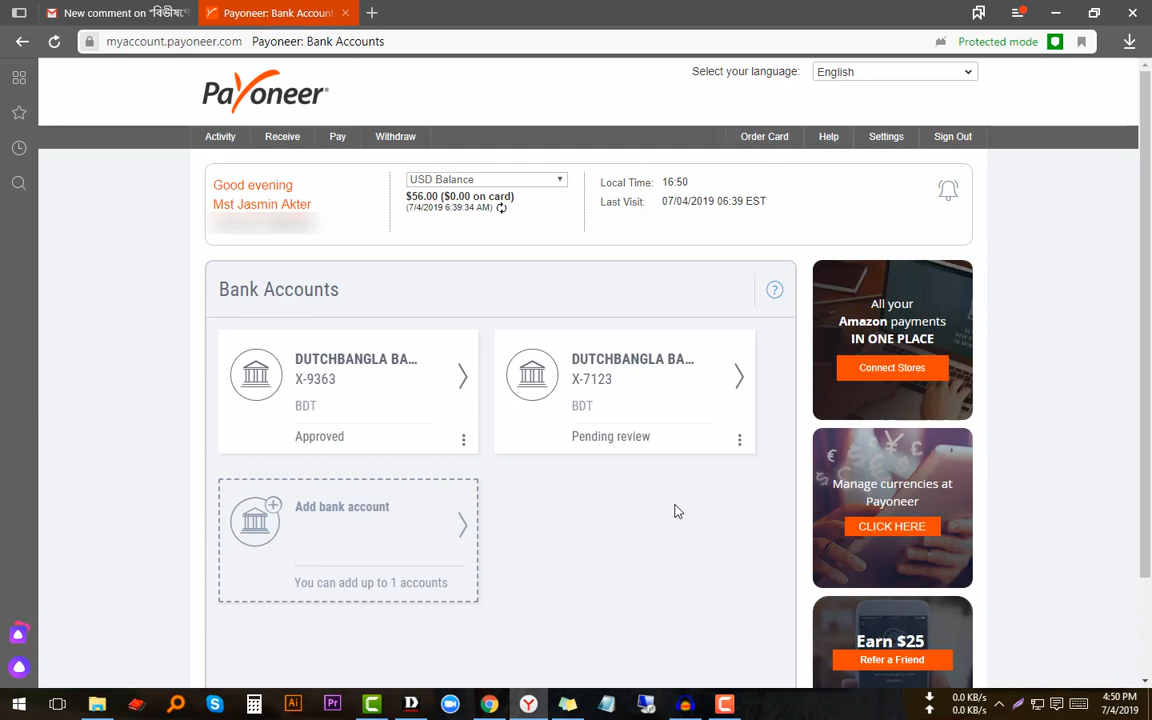 New comment on "বিভীষণে
Payoneer: Bank Account
myaccount.payoneer.com Payoneer: Bank Accounts
Protected mode
Payoneer
Select your language: English
Activity Receive Pay Withdraw Order Card Help Settings Sign Out
Good evening
Mst Jasmin Akter
USD Balance
$56.00 ($0.00 on card)
(7/4/2019 6:39:34 AM)
Local Time: 16:50
Last Visit: 07/04/2019 06:39 EST
Bank Accounts
?
DUTCHBANGLA BA...
X-9363
BDT
Approved
DUTCHBANGLA BA...
X-7123
BDT
Pending review
Add bank account
You can add up to 1 accounts
All your
Amazon payments
IN ONE PLACE
Connect Stores
Manage currencies at
Payoneer
CLICK HERE
Earn $25
Refer a Friend
0.0 KB/s
0.0 KB/s
4:50 PM
7/4/2019